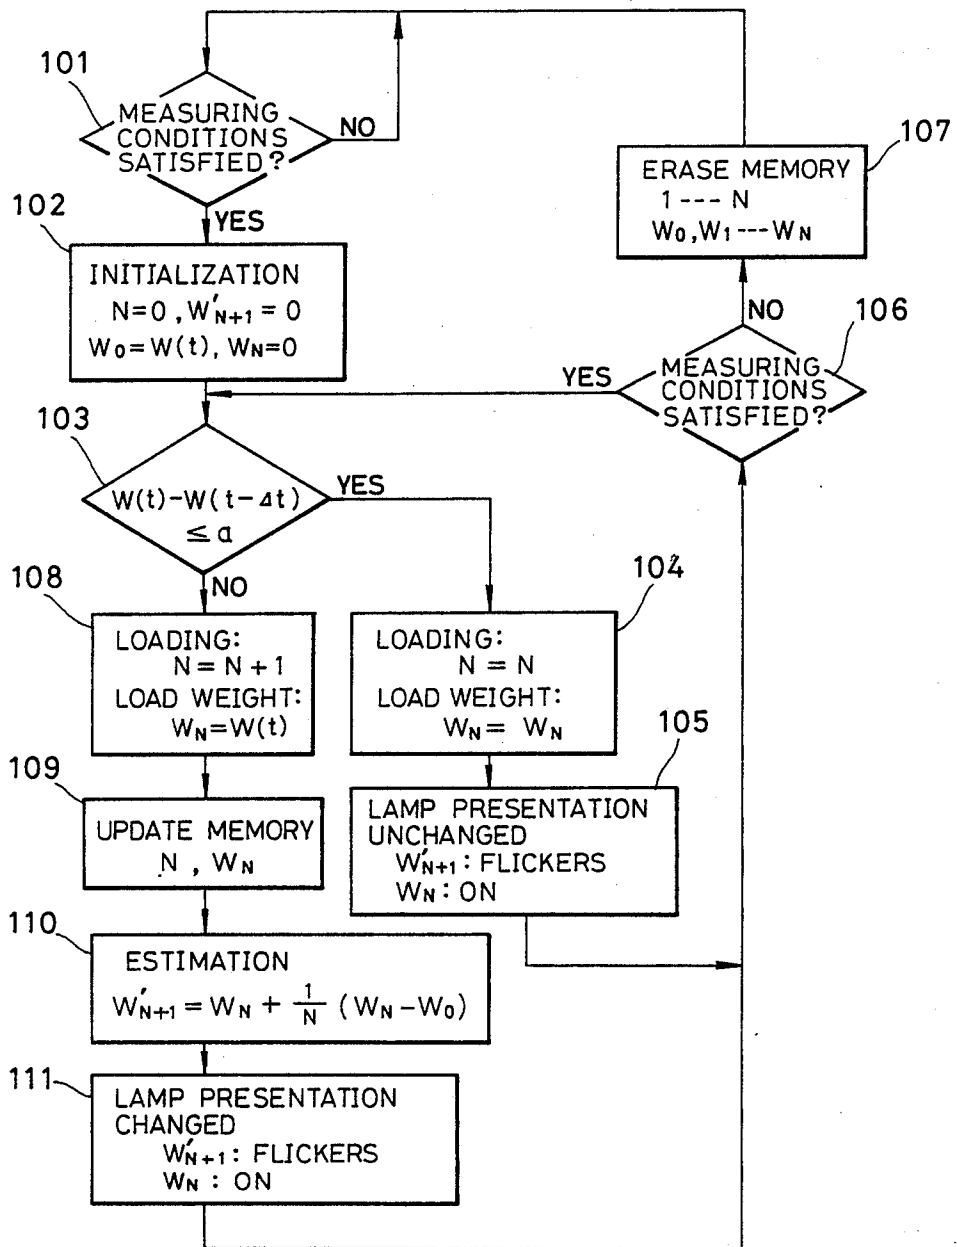 101
MEASURING
CONDITIONS
SATISFIED?
NO
YES
102
INITIALIZATION
N=0, W'N+1 = 0
W0=W(t), WN=0
103
W(t)-W(t-Δt)
≤ a
YES
NO
108
LOADING:
N = N + 1
LOAD WEIGHT:
WN=W(t)
109
UPDATE MEMORY
N , WN
110
ESTIMATION
W'N+1 = WN + 1/N (WN - W0)
111
LAMP PRESENTATION
CHANGED
W'N+1: FLICKERS
WN : ON
104
LOADING:
N = N
LOAD WEIGHT:
WN = WN
105
LAMP PRESENTATION
UNCHANGED
W'N+1: FLICKERS
WN : ON
106
MEASURING
CONDITIONS
SATISFIED?
YES
NO
107
ERASE MEMORY
1 --- N
W0, W1 --- WN